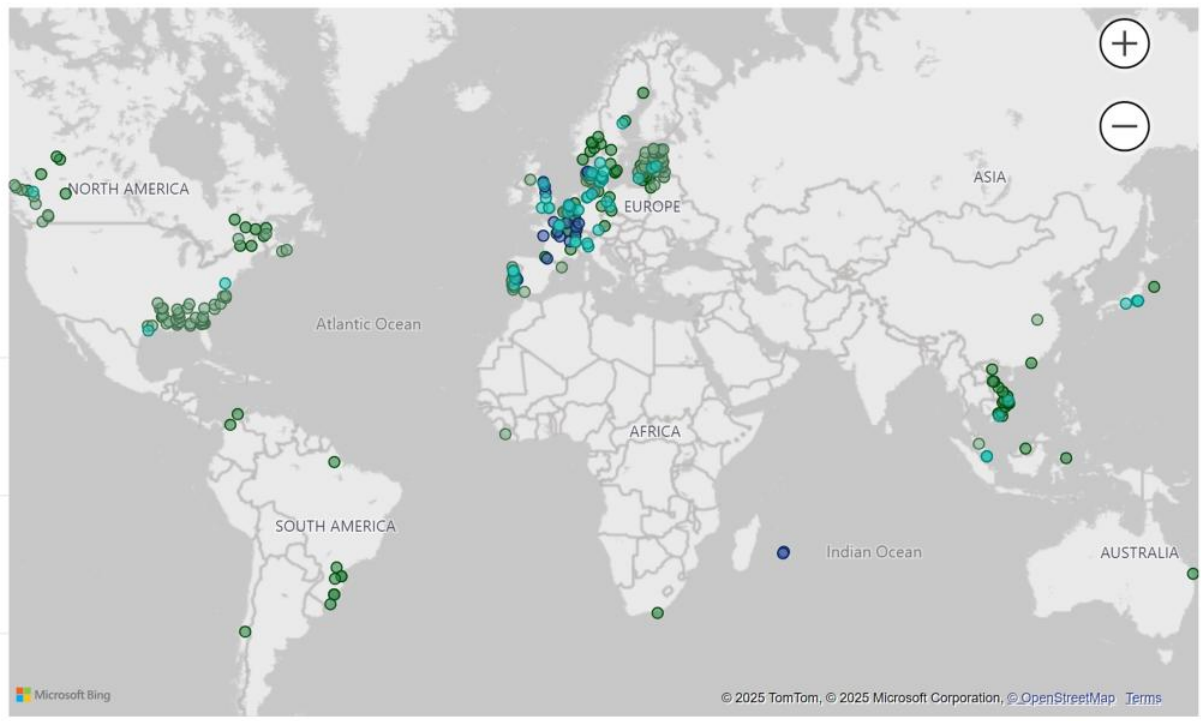 NORTH AMERICA
EUROPE
ASIA
Atlantic Ocean
AFRICA
SOUTH AMERICA
Indian Ocean
AUSTRALIA
Microsoft Bing
© 2025 TomTom, © 2025 Microsoft Corporation, © OpenStreetMap Terms